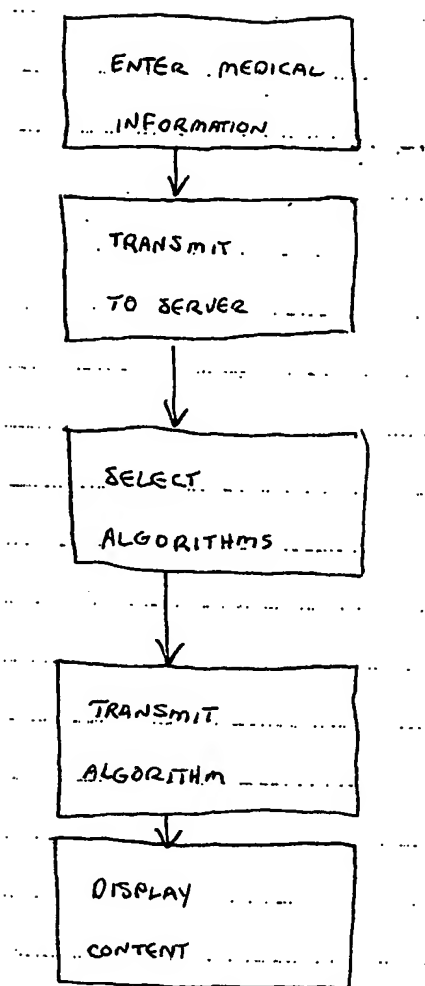 ENTER MEDICAL
INFORMATION
TRANSMIT
TO SERVER
SELECT
ALGORITHMS
TRANSMIT
ALGORITHM
DISPLAY
CONTENT